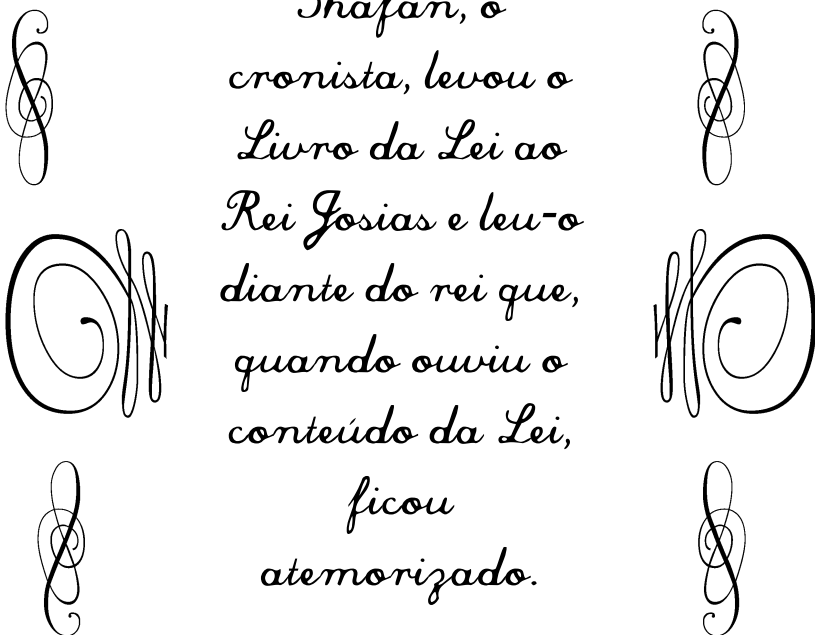 Shafan, o
cronista, levou o
Livro da Lei ao
Rei Josias e leu-o
diante do rei que,
quando ouviu o
conteúdo da Lei,
ficou
atemorizado.